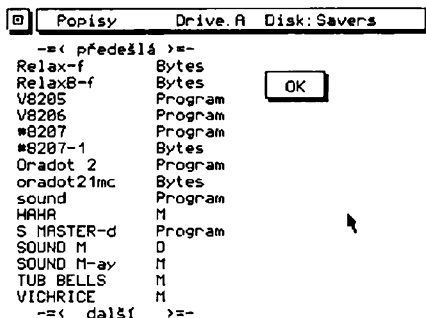 Popisy Drive.A Disk:Savers
-=< předešlá >=-
Relax-f Bytes
RelaxB-f Bytes
OK
V8205 Program
V8206 Program
#8207 Program
#8207-1 Bytes
Oradot 2 Program
oradot21mc Bytes
sound Program
HAHA M
S MASTER-d Program
SOUND M D
SOUND M-ay M
TUB BELLS M
VICHRICE M
-=< další >=-